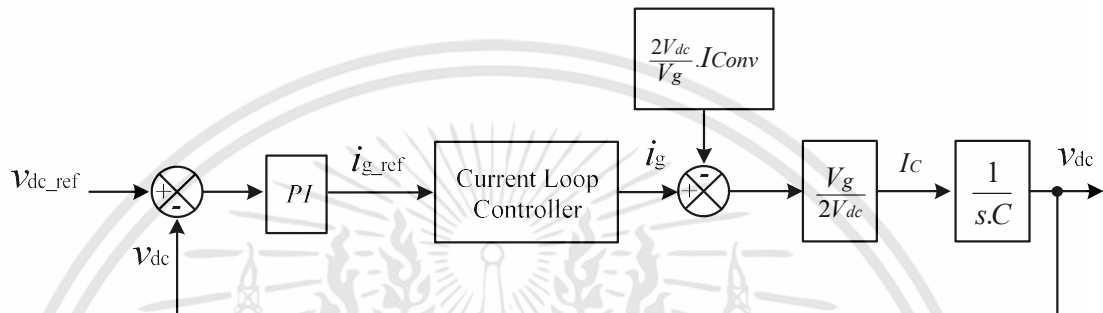 2Vdc
Vg .IConv
vdc_ref
+
-
PI
ig_ref
Current Loop
Controller
ig
+
-
Vg
2Vdc
IC
1
s.C
vdc
vdc